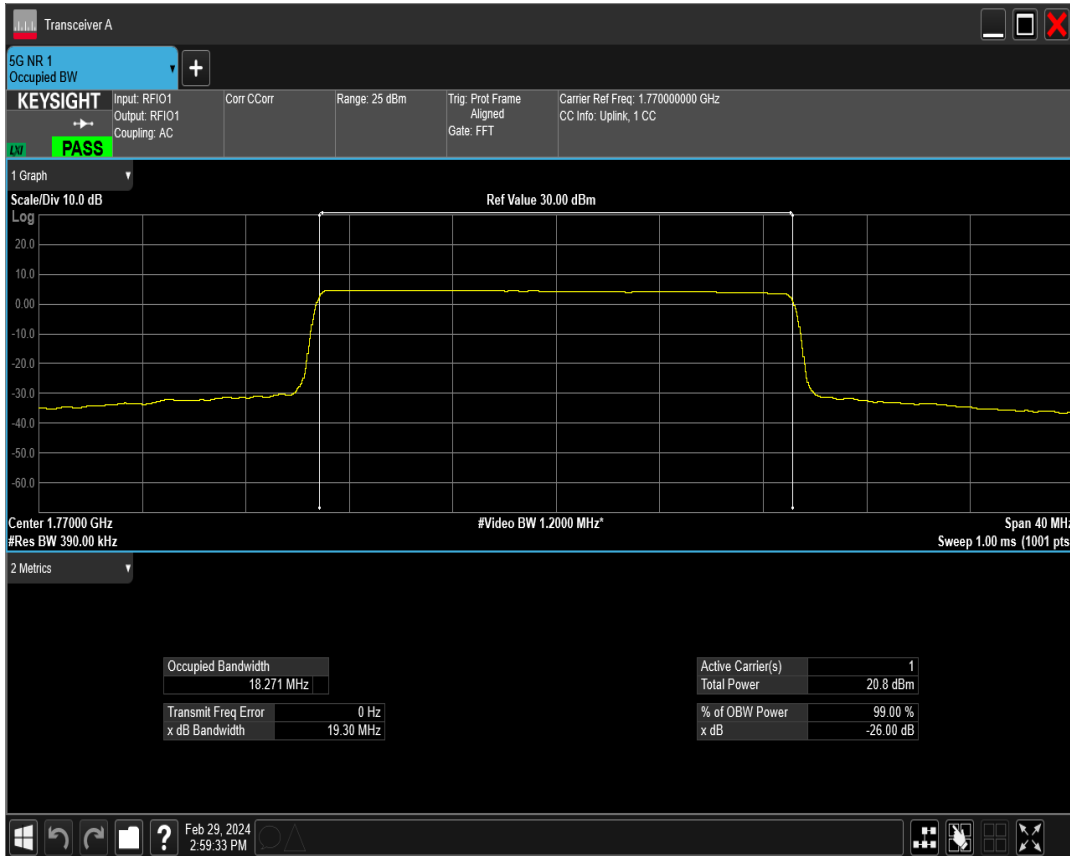 Transceiver A
5G NR 1
Occupied BW
+
KEYSIGHT
LXI
PASS
Input: RFIO1
Output: RFIO1
Coupling: AC
Corr CCorr
Range: 25 dBm
Trig: Prot Frame
Aligned
Gate: FFT
Carrier Ref Freq: 1.770000000 GHz
CC Info: Uplink, 1 CC
1 Graph
Scale/Div 10.0 dB
Ref Value 30.00 dBm
Log
20.0
10.0
0.00
-10.0
-20.0
-30.0
-40.0
-50.0
-60.0
Center 1.77000 GHz
#Video BW 1.2000 MHz*
Span 40 MHz
#Res BW 390.00 kHz
Sweep 1.00 ms (1001 pts
2 Metrics
Occupied Bandwidth
18.271 MHz
Transmit Freq Error 0 Hz
x dB Bandwidth 19.30 MHz
Active Carrier(s) 1
Total Power 20.8 dBm
% of OBW Power 99.00 %
x dB -26.00 dB
?
Feb 29, 2024
2:59:33 PM